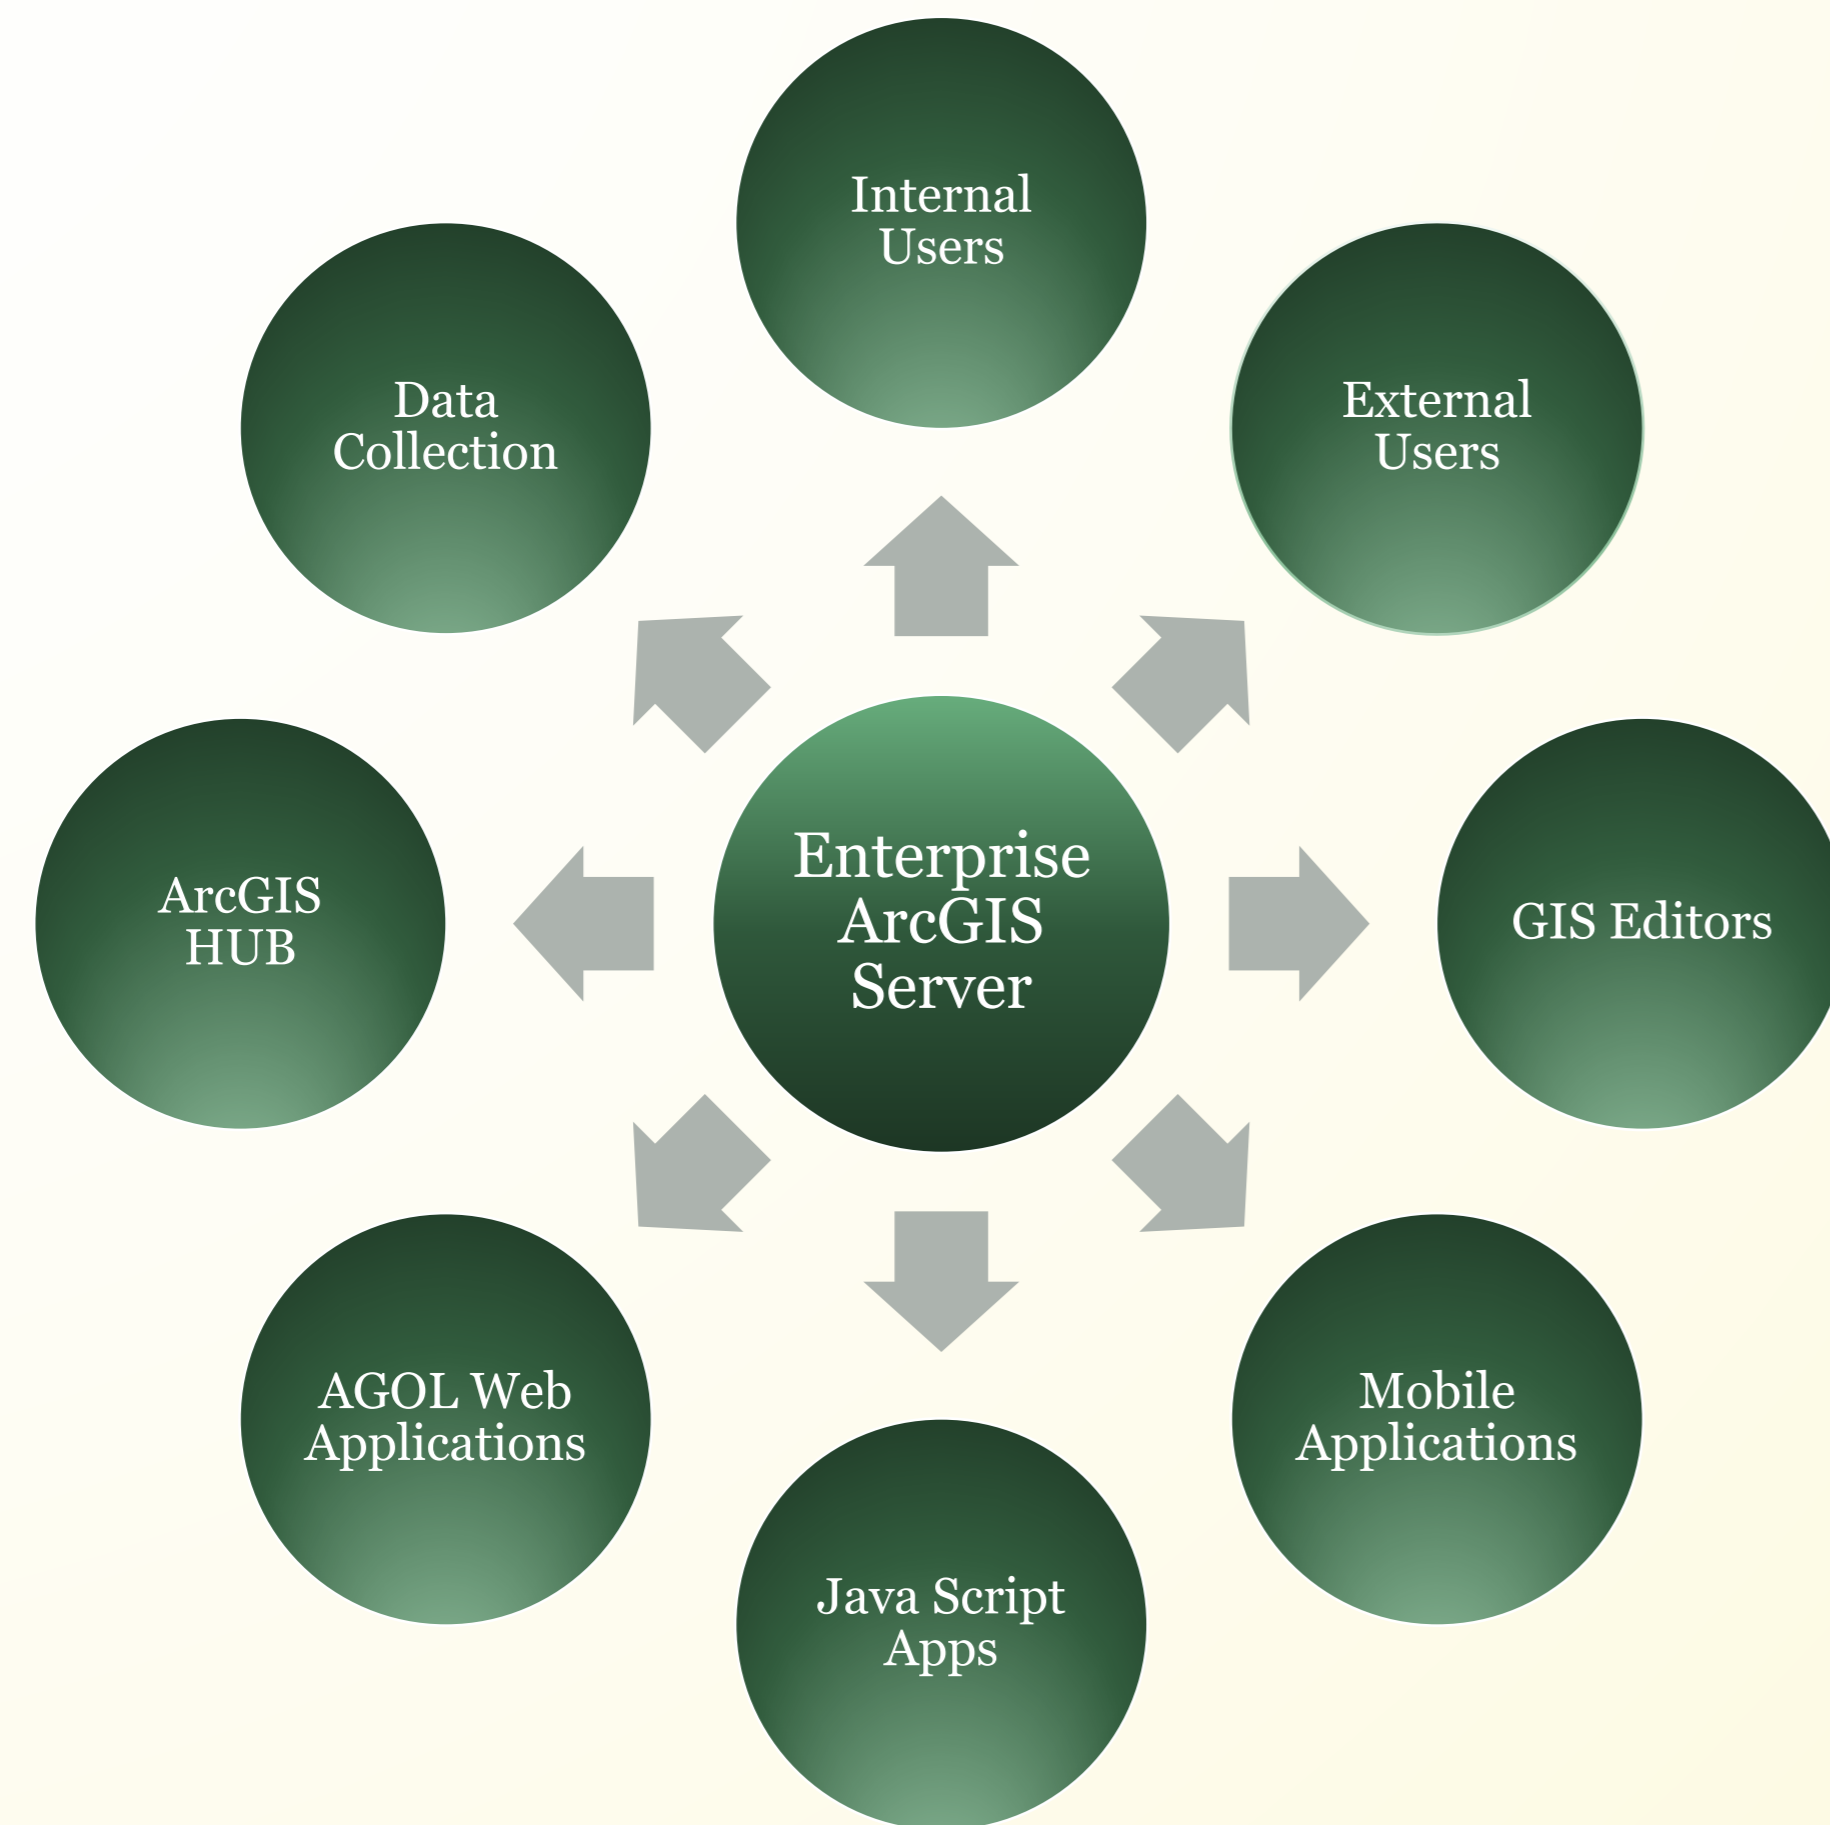 Internal
Users
Data
Collection
External
Users
Enterprise
ArcGIS
Server
ArcGIS
HUB
GIS Editors
AGOL Web
Applications
Mobile
Applications
Java Script
Apps